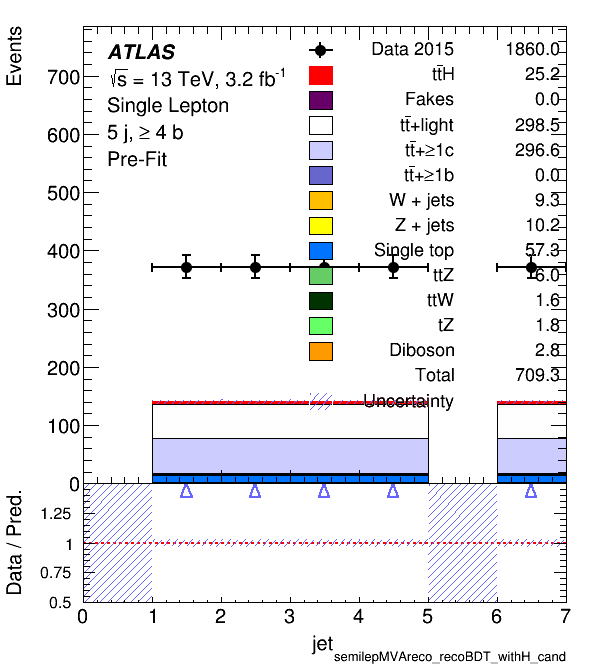 Events
ATLAS
√s = 13 TeV, 3.2 fb⁻¹
Single Lepton
5 j, ≥ 4 b
Pre-Fit
Data 2015 1860.0
tt̄H 25.2
Fakes 0.0
tt̄+light 298.5
tt̄+≥1c 296.6
tt̄+≥1b 0.0
W + jets 9.3
Z + jets 10.2
Single top 57.3
ttZ 6.0
ttW 1.6
tZ 1.8
Diboson 2.8
Total 709.3
Uncertainty
700
600
500
400
300
200
100
0
Data / Pred.
1.25
1
0.75
0.5
0 1 2 3 4 5 6 7
jet
semilepMVAreco_recoBDT_withH_cand